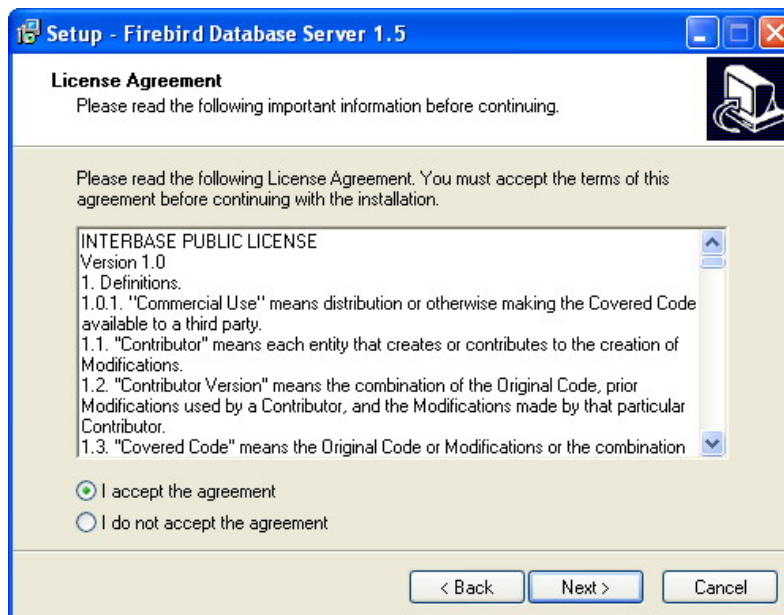 Setup - Firebird Database Server 1.5
License Agreement
Please read the following important information before continuing.
Please read the following License Agreement. You must accept the terms of this
agreement before continuing with the installation.
INTERBASE PUBLIC LICENSE
Version 1.0
1. Definitions.
1.0.1. "Commercial Use" means distribution or otherwise making the Covered Code
available to a third party.
1.1. "Contributor" means each entity that creates or contributes to the creation of
Modifications.
1.2. "Contributor Version" means the combination of the Original Code, prior
Modifications used by a Contributor, and the Modifications made by that particular
Contributor.
1.3. "Covered Code" means the Original Code or Modifications or the combination
I accept the agreement
I do not accept the agreement
< Back
Next >
Cancel